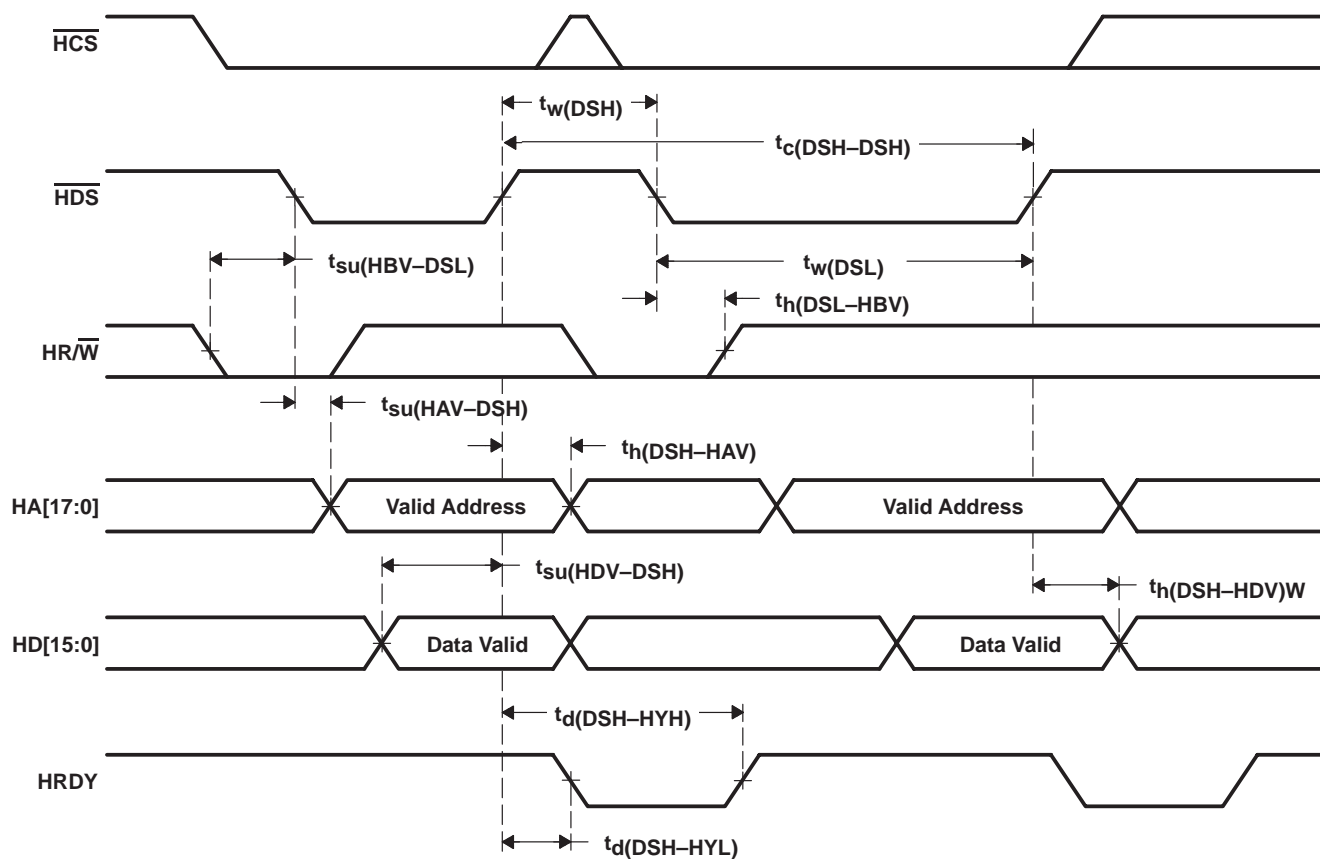 HCS
tw(DSH)
tc(DSH–DSH)
HDS
tsu(HBV–DSL)
tw(DSL)
th(DSL–HBV)
HR/W
tsu(HAV–DSH)
th(DSH–HAV)
HA[17:0]
Valid Address
Valid Address
tsu(HDV–DSH)
th(DSH–HDV)W
HD[15:0]
Data Valid
Data Valid
td(DSH–HYH)
HRDY
td(DSH–HYL)